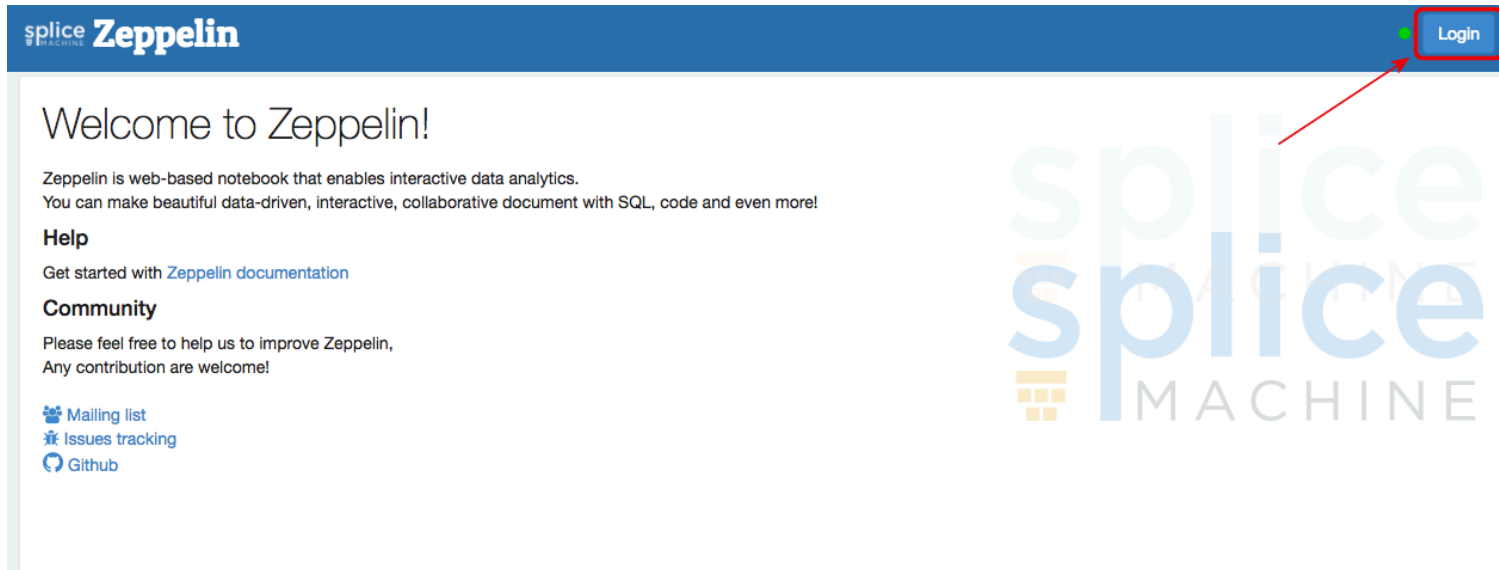 splice MACHINE Zeppelin
Login
Welcome to Zeppelin!
Zeppelin is web-based notebook that enables interactive data analytics.
You can make beautiful data-driven, interactive, collaborative document with SQL, code and even more!
Help
Get started with Zeppelin documentation
Community
Please feel free to help us to improve Zeppelin,
Any contribution are welcome!
Mailing list
Issues tracking
Github
splice
MACHINE
splice
MACHINE